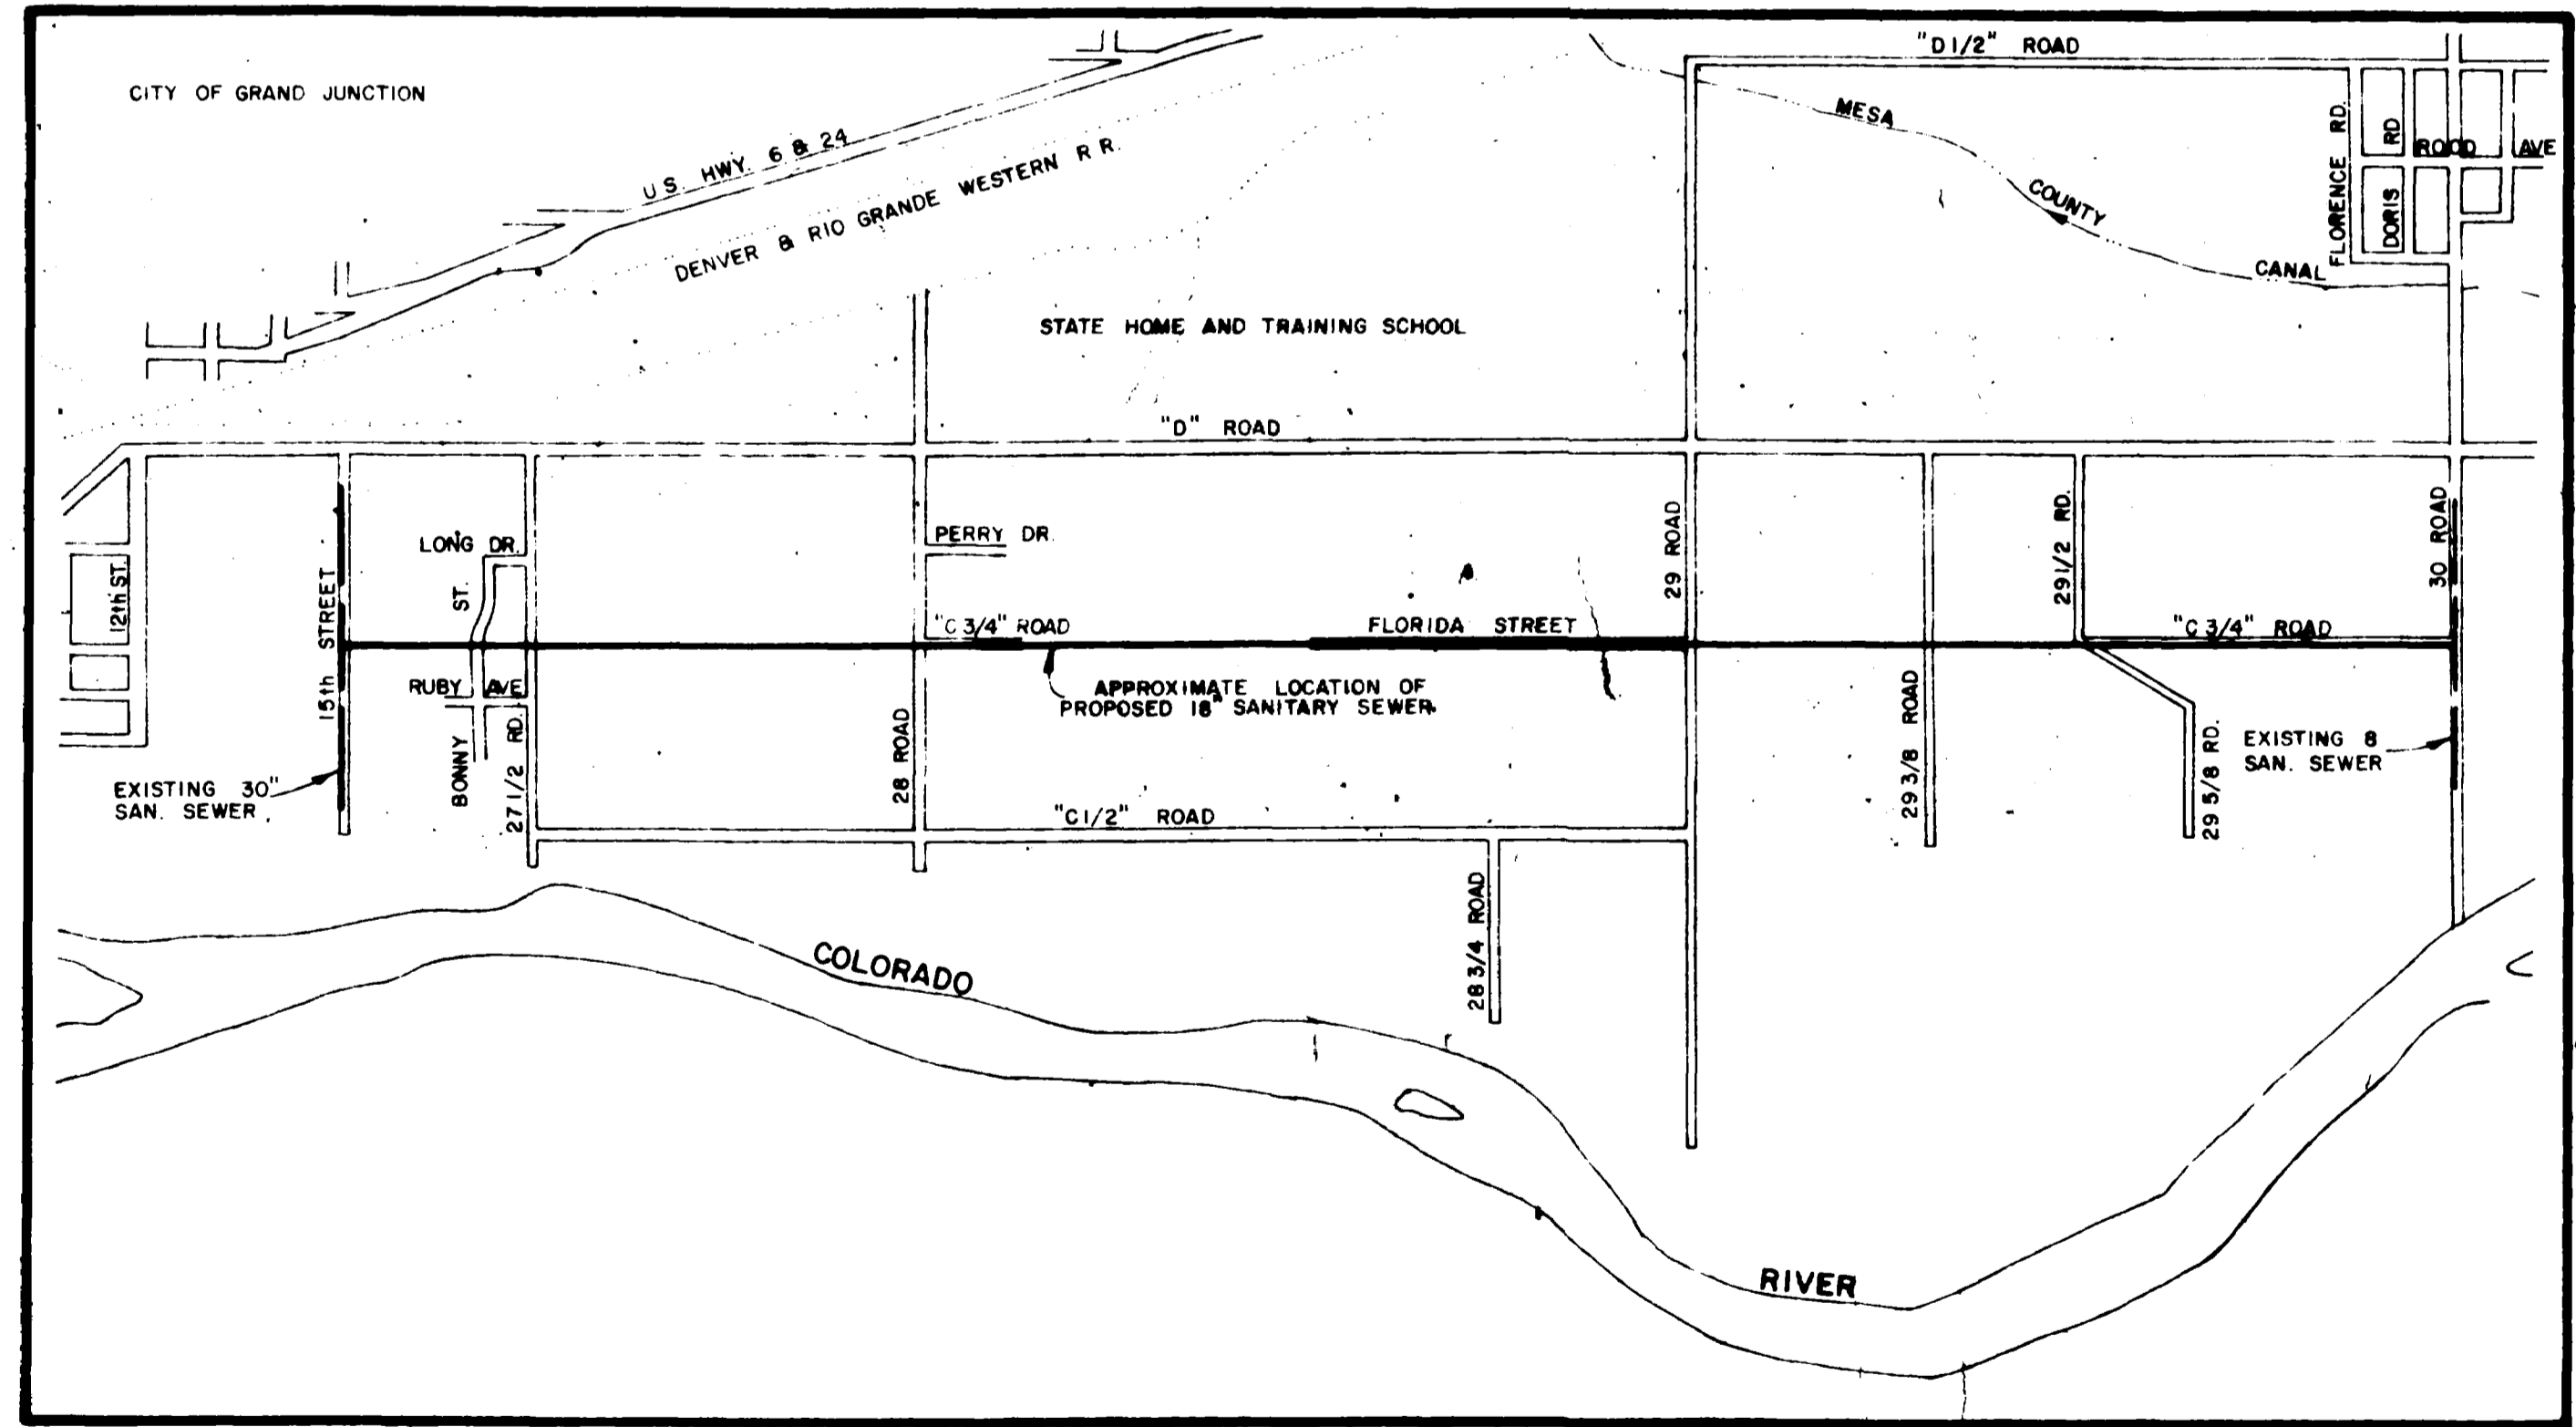 "D 1/2" ROAD
CITY OF GRAND JUNCTION
MESA
U.S. HWY. 6 & 24
FLORENCE RD.
RD
ROOD AVE
DENVER & RIO GRANDE WESTERN R R.
COUNTY
DORIS
CANAL
STATE HOME AND TRAINING SCHOOL
"D" ROAD
LONG DR.
PERRY DR.
29 ROAD
29 1/2 RD.
30 ROAD
12th ST.
15th STREET
ST.
"C 3/4" ROAD
FLORIDA STREET
"C 3/4" ROAD
RUBY AVE
APPROXIMATE LOCATION OF
PROPOSED 18" SANITARY SEWER
BONNY
27 1/2 RD.
28 ROAD
29 3/8 ROAD
29 5/8 RD.
EXISTING 8
SAN. SEWER
EXISTING 30"
SAN. SEWER
"C 1/2" ROAD
28 3/4 ROAD
COLORADO
RIVER